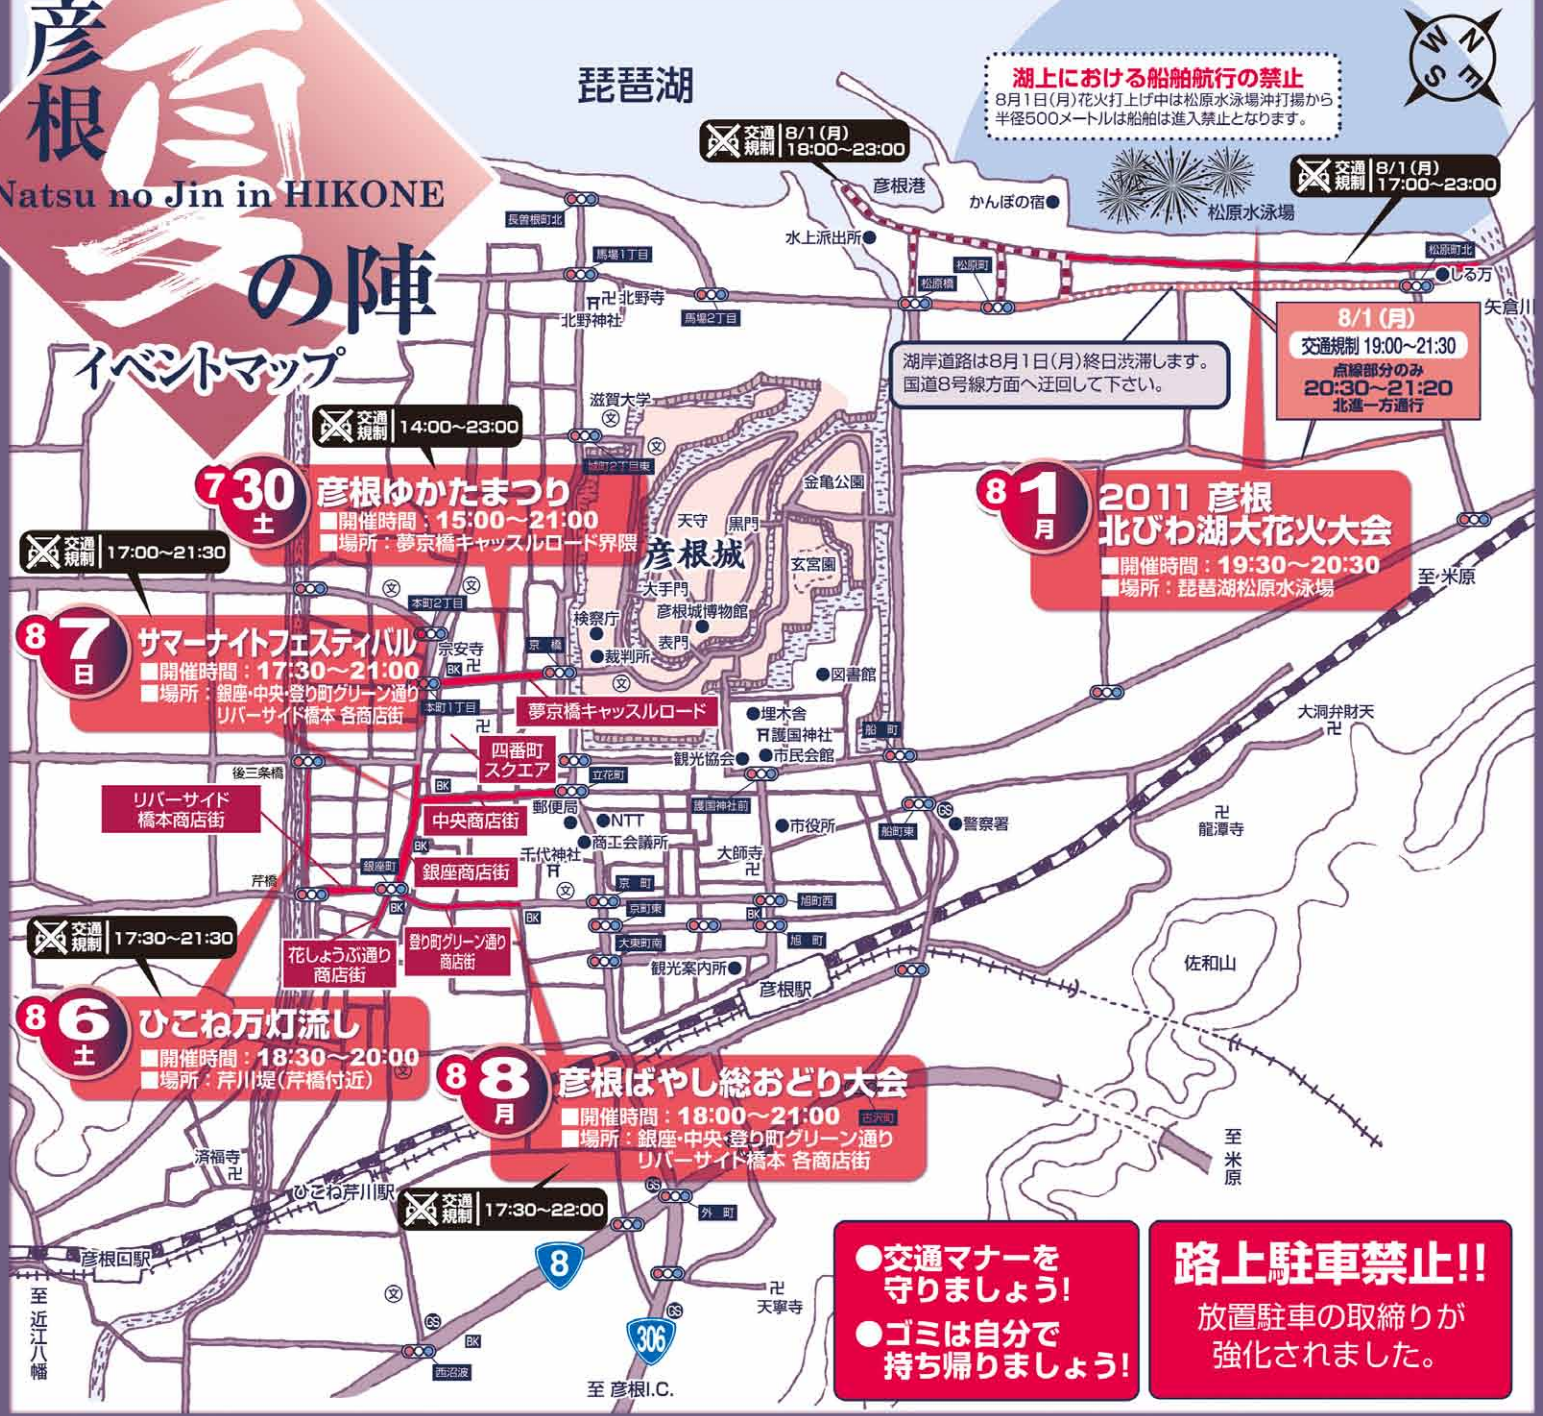 彦根
夏
Natsu no Jin in HIKONE
の陣
イベントマップ
琵琶湖
湖上における船舶航行の禁止
8月1日(月)花火打上げ中は松原水泳場沖打揚から
半径500メートルは船舶は進入禁止となります。
N
E
S
W
交通規制 8/1(月)
18:00〜23:00
彦根港
かんぽの宿
松原水泳場
交通規制 8/1(月)
17:00〜23:00
水上派出所
長曽根町北
馬場1丁目
北野寺
北野神社
馬場2丁目
松原橋
松原町
松原町北
しる万
矢倉川
湖岸道路は8月1日(月)終日渋滞します。
国道8号線方面へ迂回して下さい。
8/1(月)
交通規制 19:00〜21:30
点線部分のみ
20:30〜21:20
北進一方通行
滋賀大学
文
文
城町2丁目東
交通規制 14:00〜23:00
7 30 土
彦根ゆかたまつり
■開催時間:15:00〜21:00
■場所:夢京橋キャッスルロード界隈
金亀公園
天守
黒門
彦根城
玄宮園
大手門
彦根城博物館
表門
検察庁
裁判所
文
図書館
8 1 月
2011 彦根
北びわ湖大花火大会
■開催時間:19:30〜20:30
■場所:琵琶湖松原水泳場
至 米原
交通規制 17:00〜21:30
文
文
本町2丁目
8 7 日
サマーナイトフェスティバル
■開催時間:17:30〜21:00
■場所:銀座・中央・登り町グリーン通り
リバーサイド橋本 各商店街
宗安寺
BK
京橋
本町1丁目
夢京橋キャッスルロード
四番町
スクエア
埋木舎
護国神社
観光協会
市民会館
船町
大洞弁財天
後三条橋
リバーサイド
橋本商店街
BK
立花町
郵便局
中央商店街
NTT
商工会議所
護国神社前
市役所
船町東
GS
警察署
龍潭寺
BK
銀座町
銀座商店街
千代神社
大師寺
芹橋
文
京町
京町東
旭町西
BK
BK
BK
旭町
大東町南
花しょうぶ通り
商店街
登り町グリーン通り
商店街
観光案内所
彦根駅
佐和山
交通規制 17:30〜21:30
8 6 土
ひこね万灯流し
■開催時間:18:30〜20:00
■場所:芹川堤(芹橋付近)
文
8 8 月
彦根ばやし総おどり大会
■開催時間:18:00〜21:00
■場所:銀座・中央・登り町グリーン通り
リバーサイド橋本 各商店街
古沢町
済福寺
ひこね芹川駅
交通規制 17:30〜22:00
GS
外町
至 米原
彦根口駅
8
文
GS
BK
西沼波
GS
306
天寧寺
至 近江八幡
至 彦根I.C.
●交通マナーを
守りましょう!
●ゴミは自分で
持ち帰りましょう!
路上駐車禁止!!
放置駐車の取締りが
強化されました。